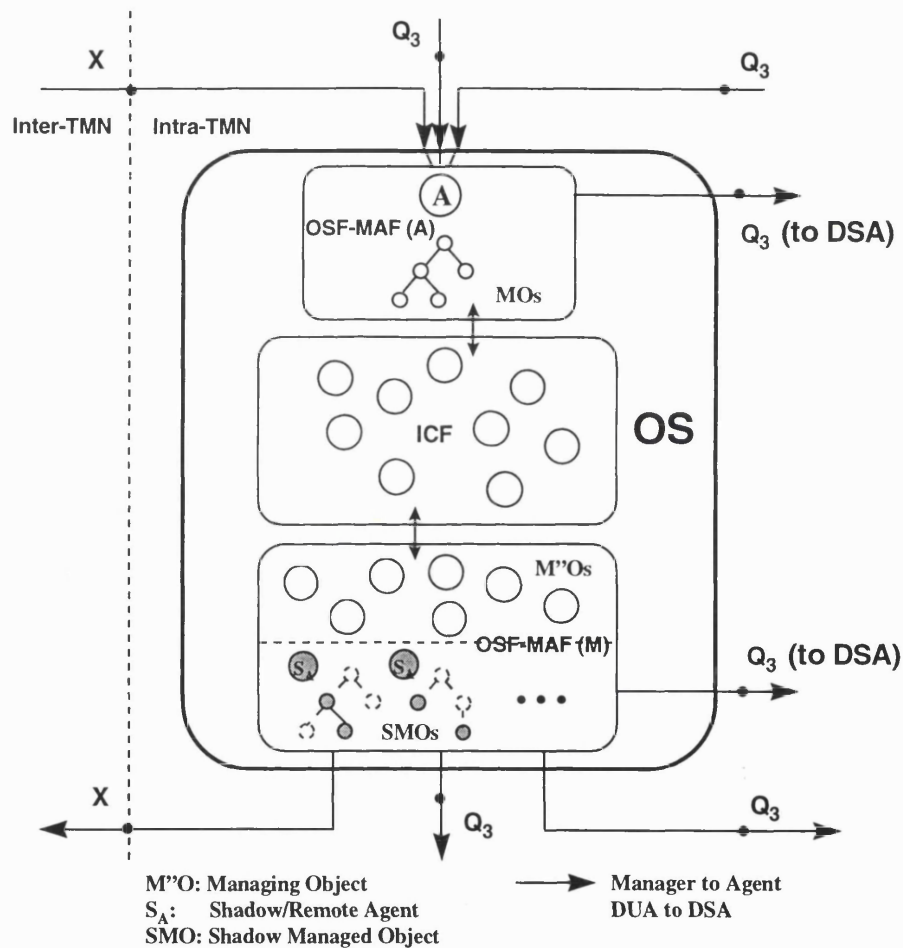 Q3
X
Q3
Inter-TMN
Intra-TMN
A
OSF-MAF (A)
Q3 (to DSA)
MOs
ICF
OS
M”Os
OSF-MAF (M)
SA
SA
Q3 (to DSA)
SMOs
X
Q3
Q3
M”O: Managing Object
SA: Shadow/Remote Agent
SMO: Shadow Managed Object
Manager to Agent
DUA to DSA